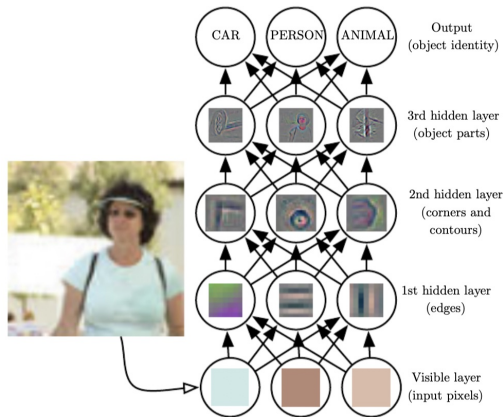 CAR
PERSON
ANIMAL
Output
(object identity)
3rd hidden layer
(object parts)
2nd hidden layer
(corners and
contours)
1st hidden layer
(edges)
Visible layer
(input pixels)